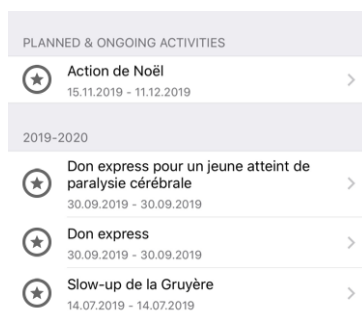 PLANNED & ONGOING ACTIVITIES
Action de Noël
15.11.2019 - 11.12.2019
2019-2020
Don express pour un jeune atteint de
paralysie cérébrale
30.09.2019 - 30.09.2019
Don express
30.09.2019 - 30.09.2019
Slow-up de la Gruyère
14.07.2019 - 14.07.2019